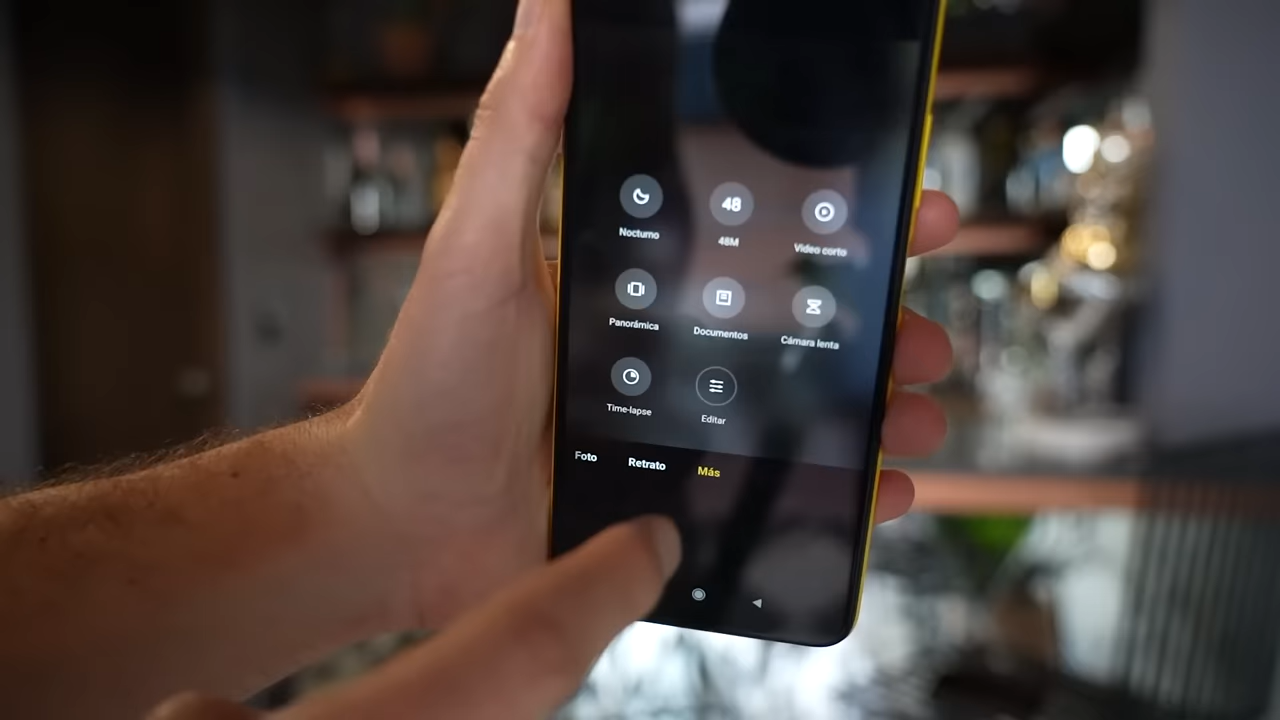 48
Nocturno
48M
Video corto
Panorámica
Documentos
Cámara lenta
Time-lapse
Editar
Foto
Retrato
Más